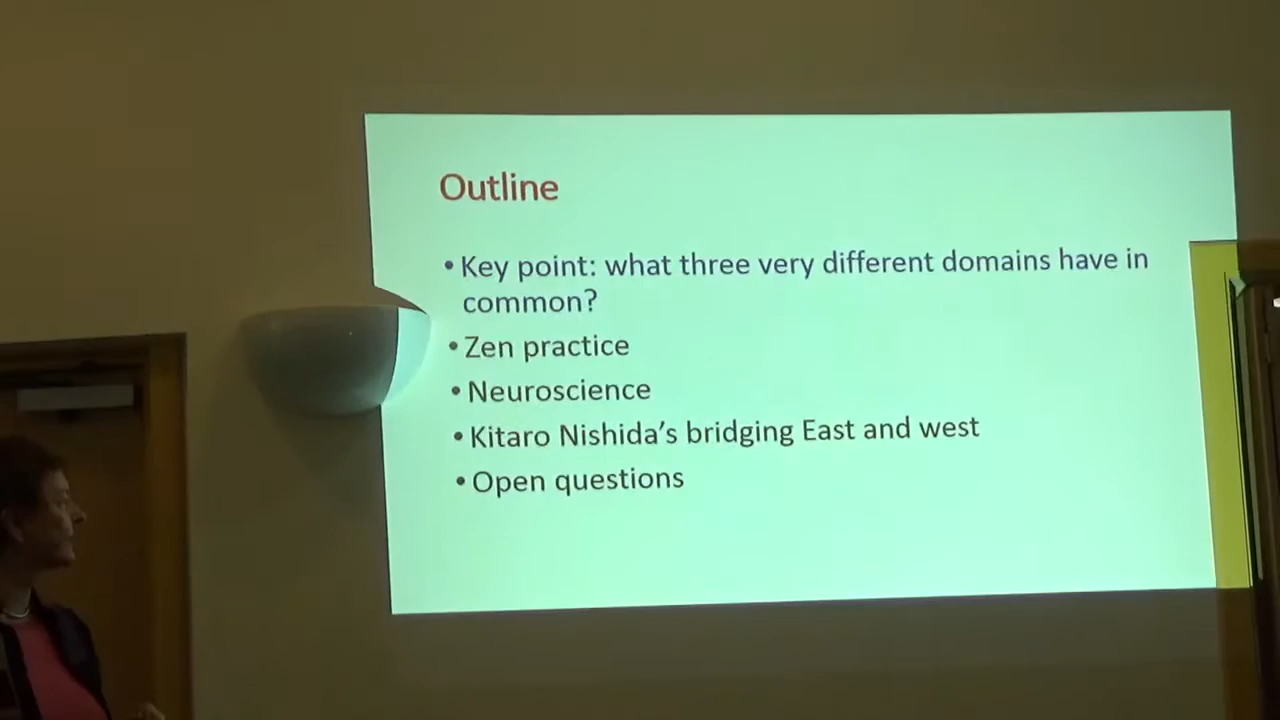 Outline
• Key point: what three very different domains have in
common?
• Zen practice
• Neuroscience
• Kitaro Nishida’s bridging East and west
• Open questions